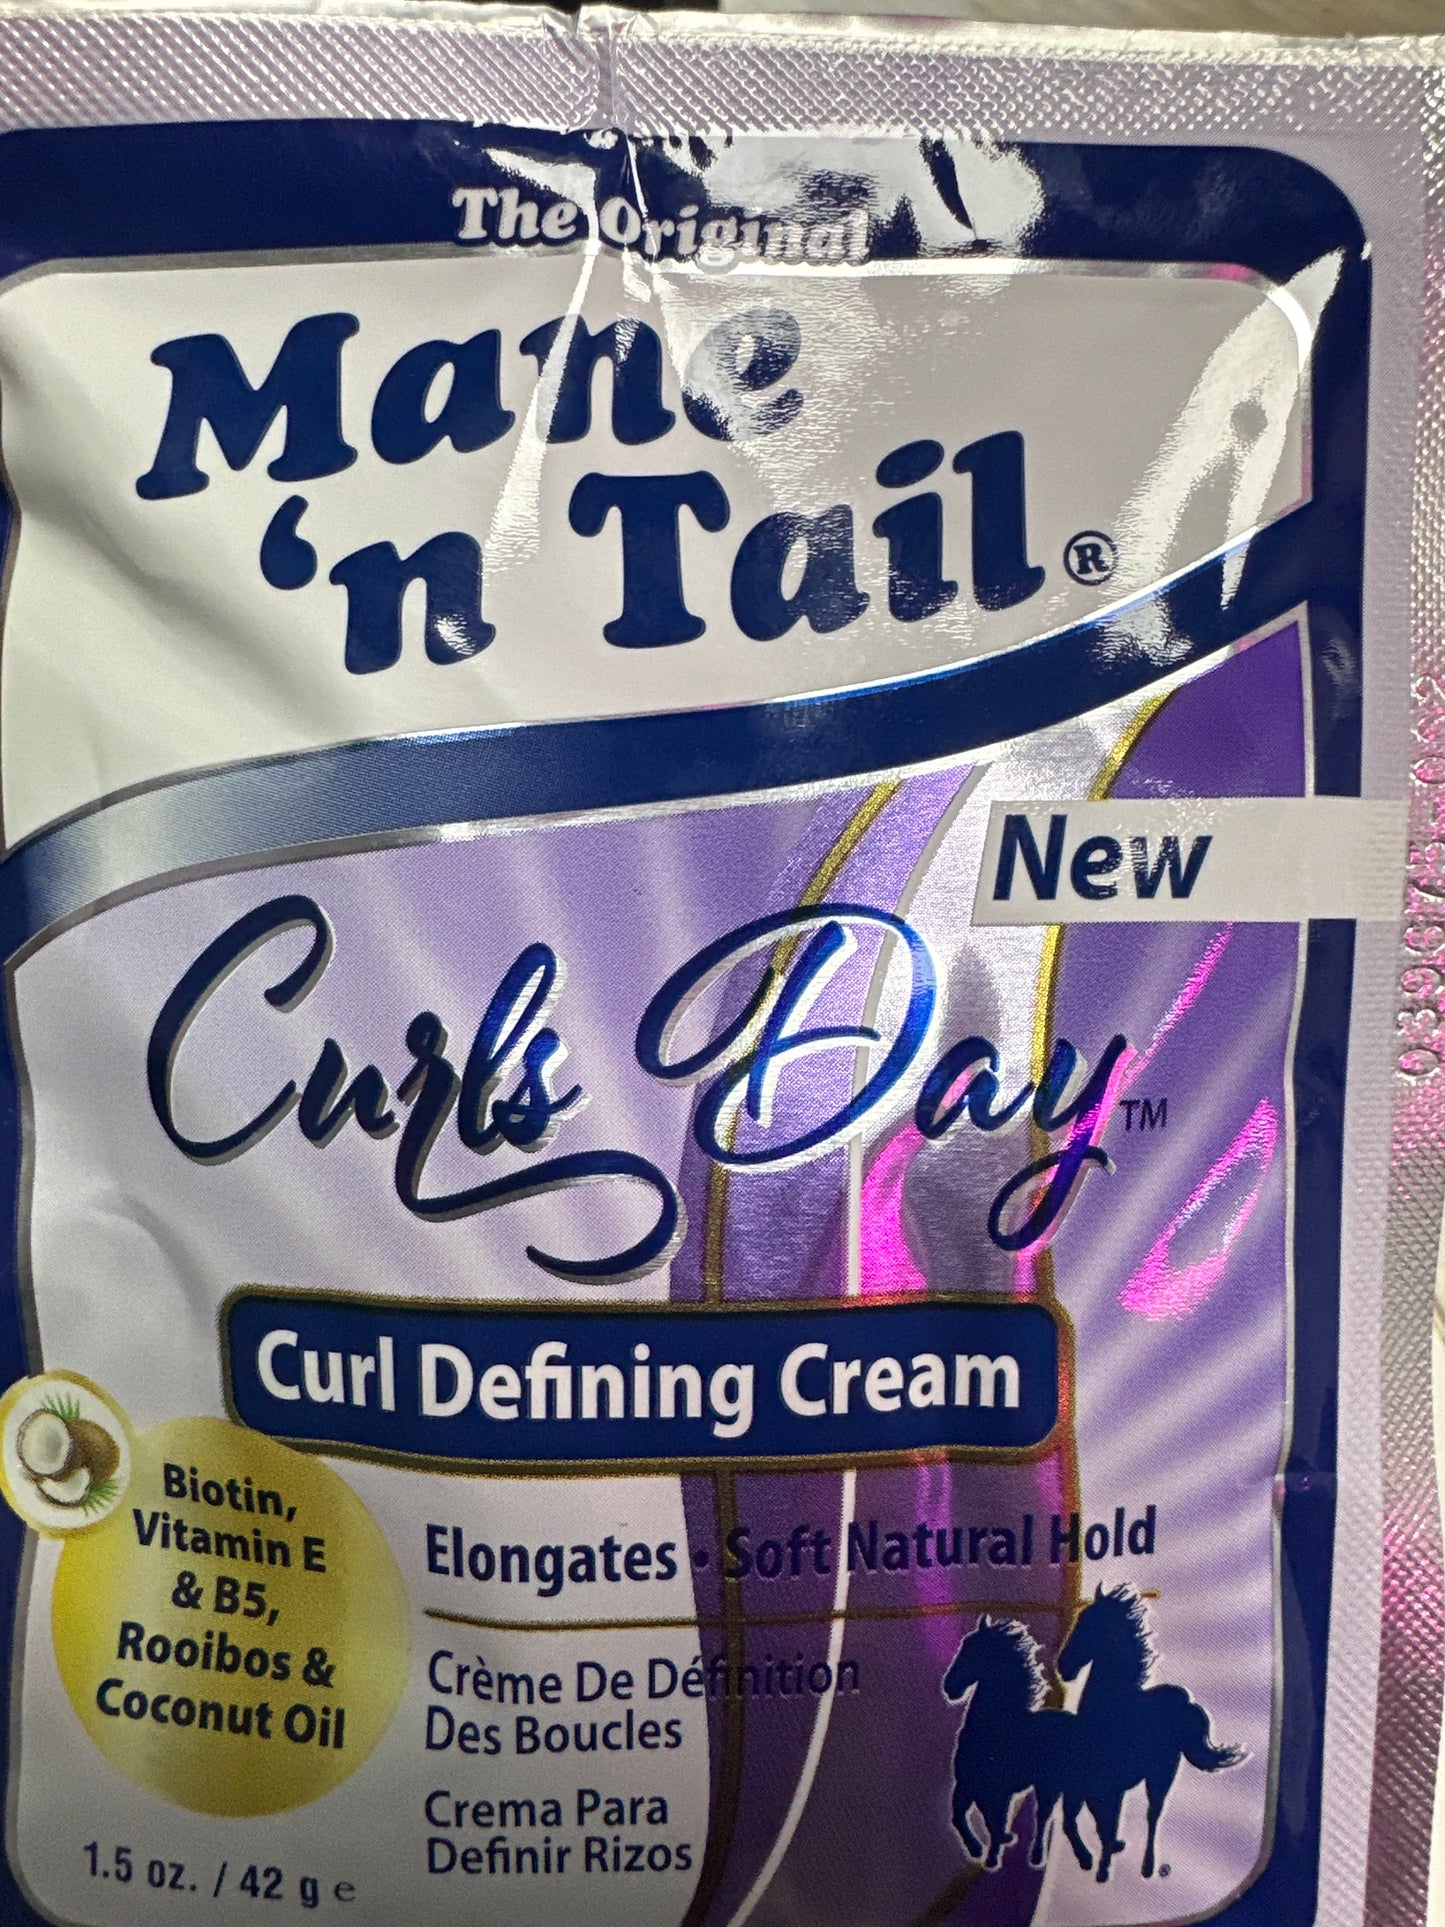 The Original
Mane
'n Tail®
New
Curls Day™
Curl Defining Cream
Biotin,
Vitamin E
& B5,
Rooibos &
Coconut Oil
Elongates • Soft Natural Hold
Crème De Définition
Des Boucles
Crema Para
Definir Rizos
1.5 oz. / 42 g e